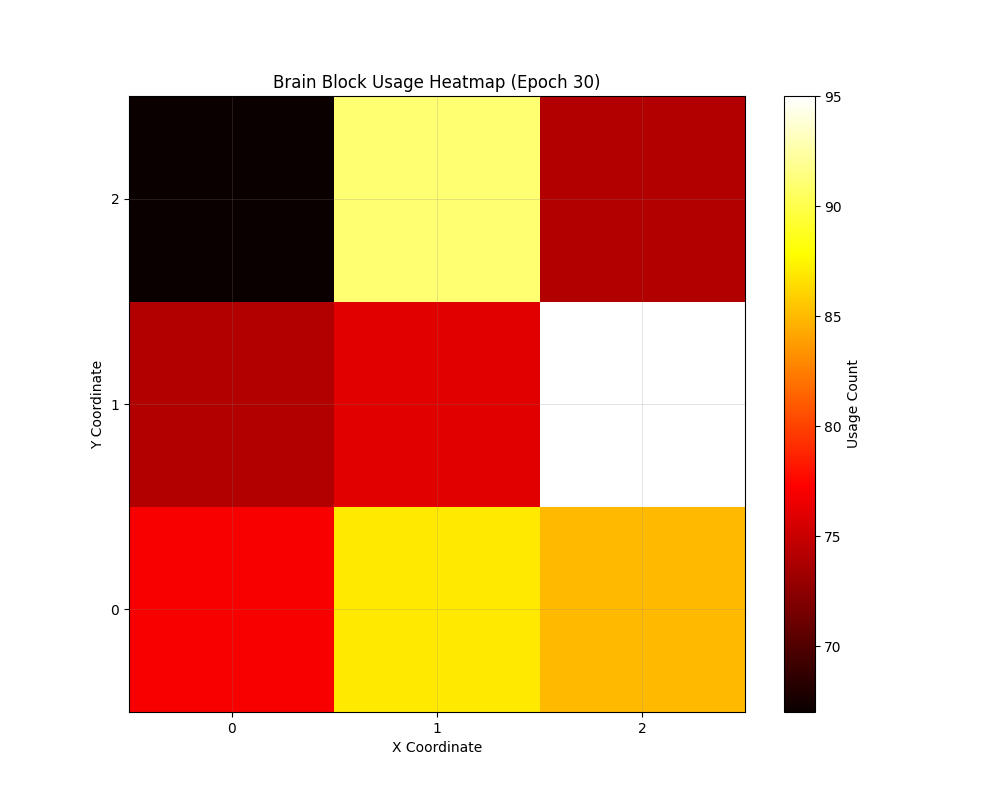 Brain Block Usage Heatmap (Epoch 30)
2
1
0
Y Coordinate
0 1 2
X Coordinate
95
90
85
80
75
70
Usage Count